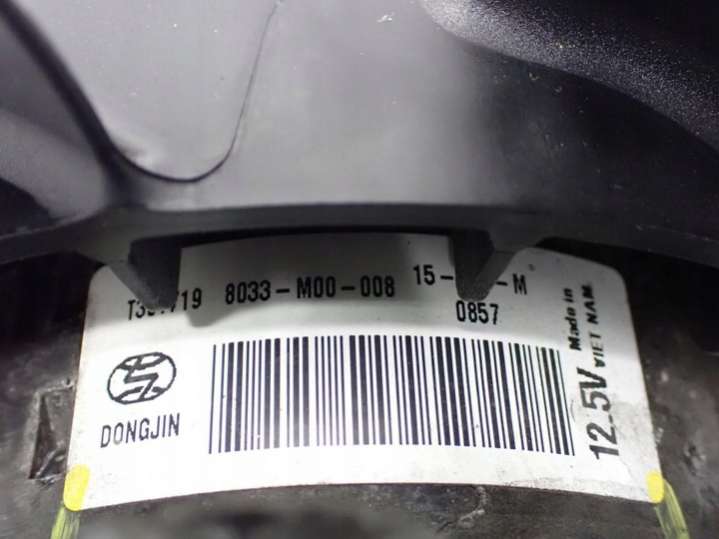 8033-M00-008
0857
DONGJIN
12.5V
Made in
VIET NAM